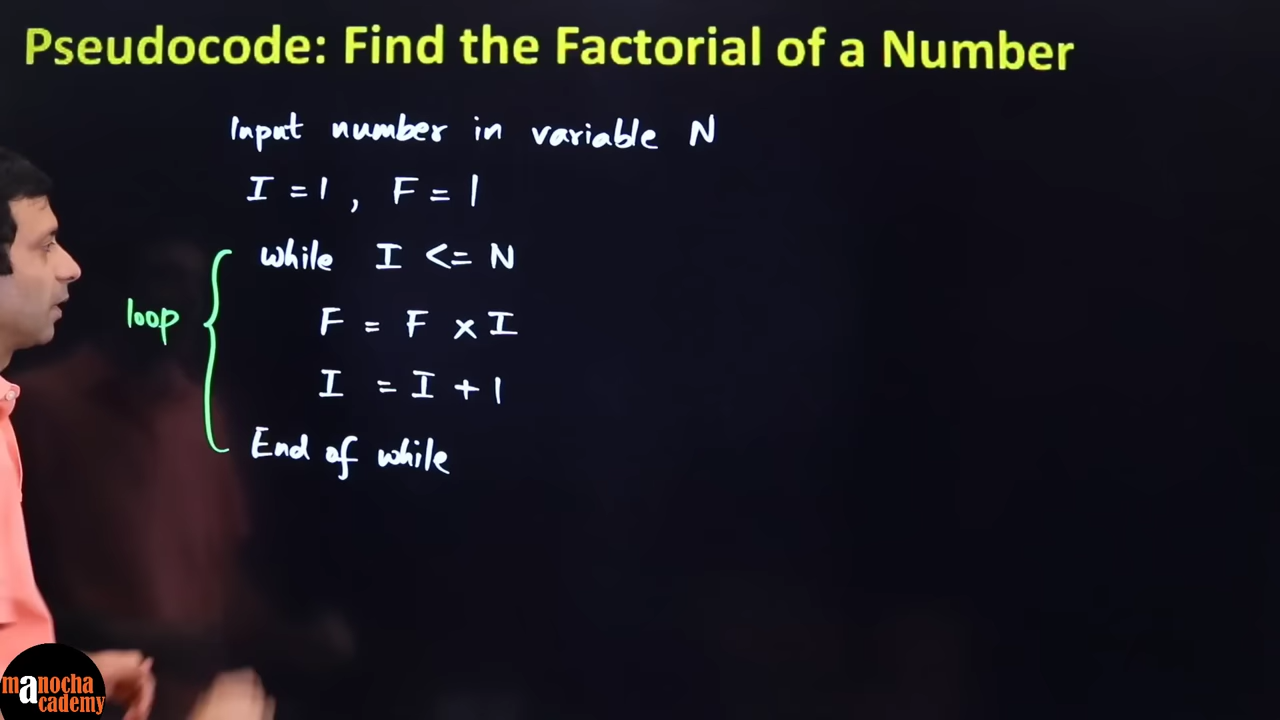 Pseudocode: Find the Factorial of a Number
Input number in variable N
I = 1 , F = 1
while I <= N
loop
F = F x I
I = I + 1
End of while
manocha
academy